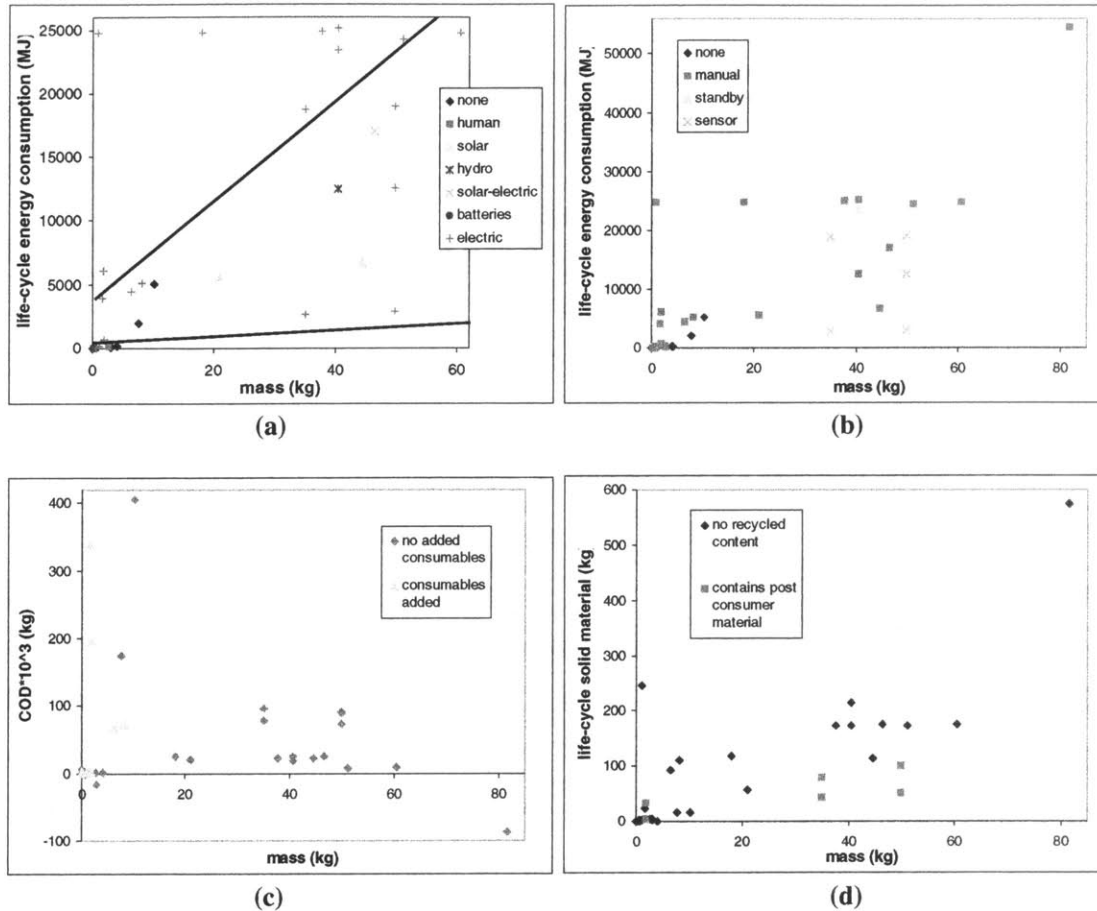 25000
20000
15000
10000
5000
0
life-cycle energy consumption (MJ)
0 20 40 60
mass (kg)
none
human
solar
hydro
solar-electric
batteries
electric
(a)
50000
40000
30000
20000
10000
0
life-cycle energy consumption (MJ)
0 20 40 60 80
mass (kg)
none
manual
standby
sensor
(b)
400
300
200
100
0
-100
COD*10^3 (kg)
20 40 60 80
mass (kg)
no added
consumables
consumables
added
(c)
600
500
400
300
200
100
0
life-cycle solid material (kg
0 20 40 60 80
mass (kg)
no recycled
content
contains post
consumer
material
(d)